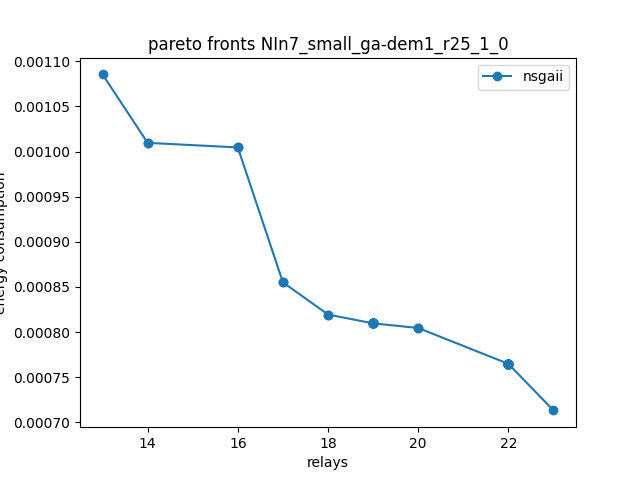 pareto fronts NIn7_small_ga-dem1_r25_1_0
nsgaii
0.00110
0.00105
0.00100
0.00095
0.00090
0.00085
0.00080
0.00075
0.00070
energy consumption
14 16 18 20 22
relays